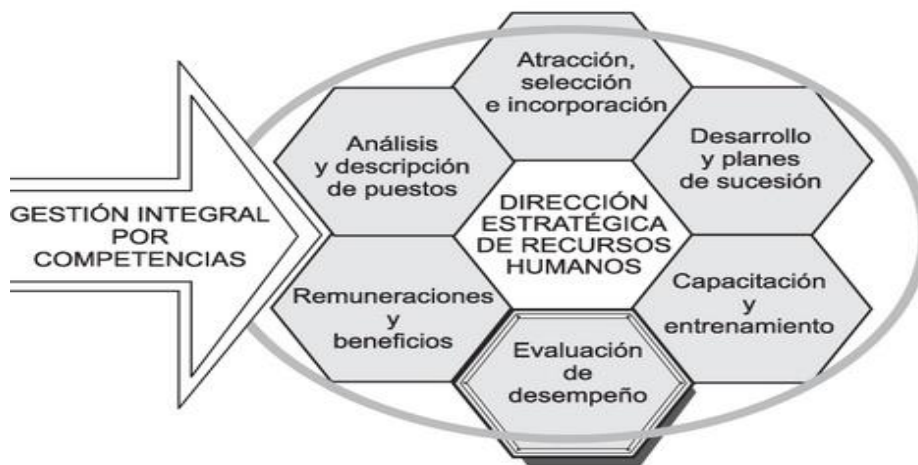 Atracción,
selección
e incorporación
Análisis
y descripción
de puestos
Desarrollo
y planes
de sucesión
GESTIÓN INTEGRAL
POR
COMPETENCIAS
DIRECCIÓN
ESTRATÉGICA
DE RECURSOS
HUMANOS
Remuneraciones
y
beneficios
Capacitación
y
entrenamiento
Evaluación
de
desempeño